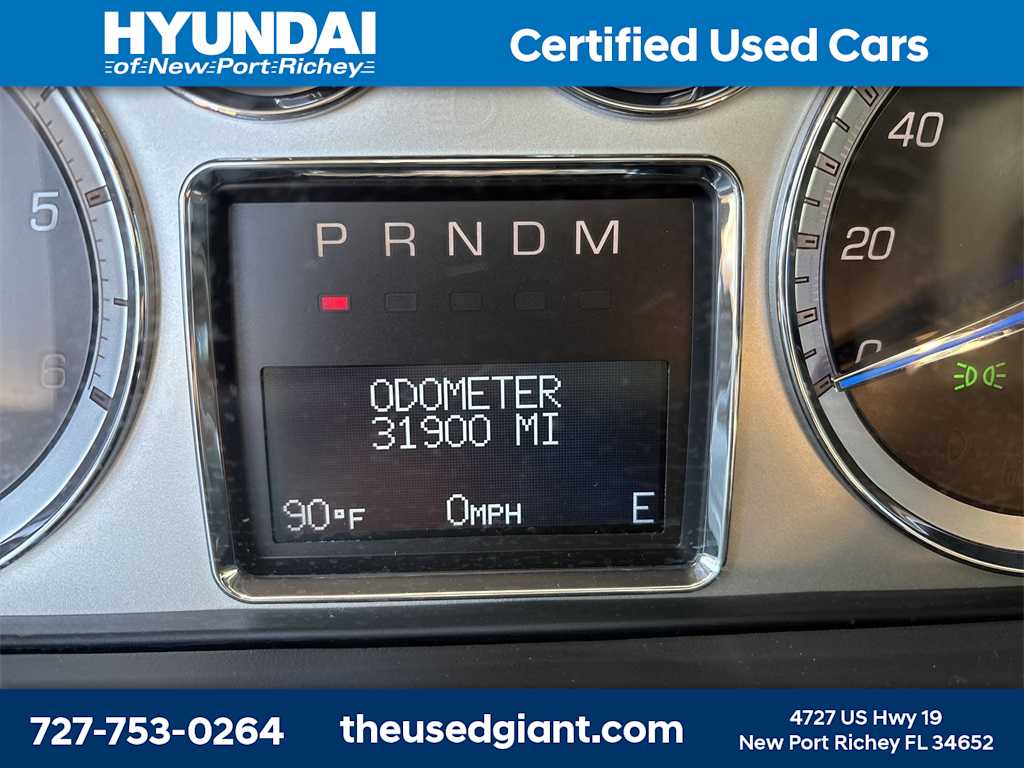 HYUNDAI
of New Port Richey
Certified Used Cars
40
5
20
P R N D M
6
0
ODOMETER
31900 MI
90°F 0MPH E
727-753-0264
theusedgiant.com
4727 US Hwy 19
New Port Richey FL 34652